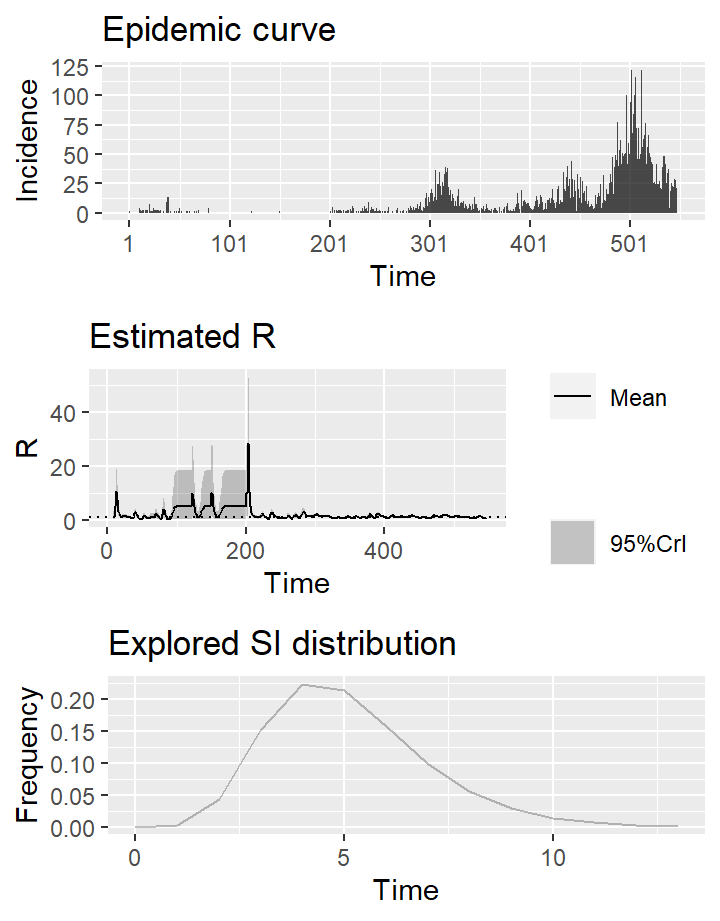 Epidemic curve
125
100
75
50
25
0
Incidence
1 101 201 301 401 501
Time
Estimated R
40
20
0
R
0 200 400
Time
Mean
95%CrI
Explored SI distribution
0.20
0.15
0.10
0.05
0.00
Frequency
0 5 10
Time